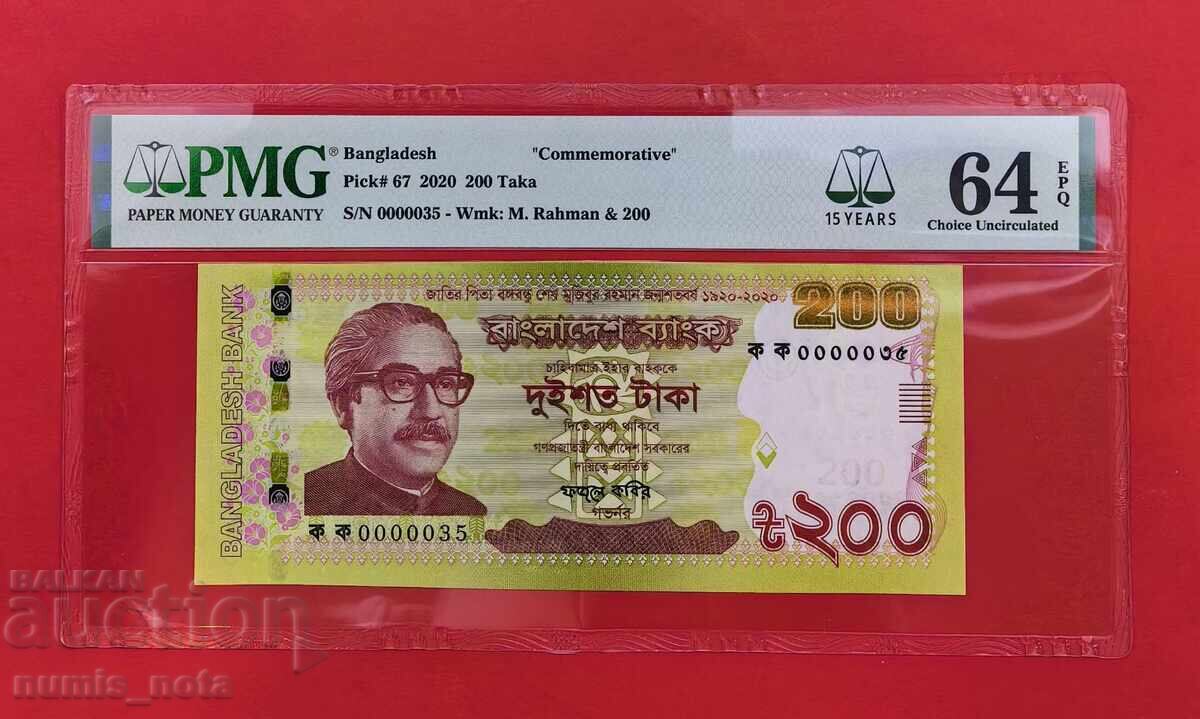 PMG®
PAPER MONEY GUARANTY
Bangladesh "Commemorative"
Pick# 67 2020 200 Taka
S/N 0000035 - Wmk: M. Rahman & 200
15 YEARS
64
EPQ
Choice Uncirculated
BANGLADESH BANK
জাতির পিতা বঙ্গবন্ধু শেখ মুজিবুর রহমান জন্মশতবর্ষ ১৯২০-২০২০
200
বাংলাদেশ ব্যাংক
ক ক ০০০০০৩৫
চাহিবামাত্র ইহার বাহককে
দুইশত টাকা
দিতে বাধ্য থাকিবে
গণপ্রজাতন্ত্রী বাংলাদেশ সরকারের
দায়িত্বে প্রবর্তিত
ফজলে কবির
গভর্নর
200
ক ক 0000035
৳২০০
BALKAN
auction
numis_nota